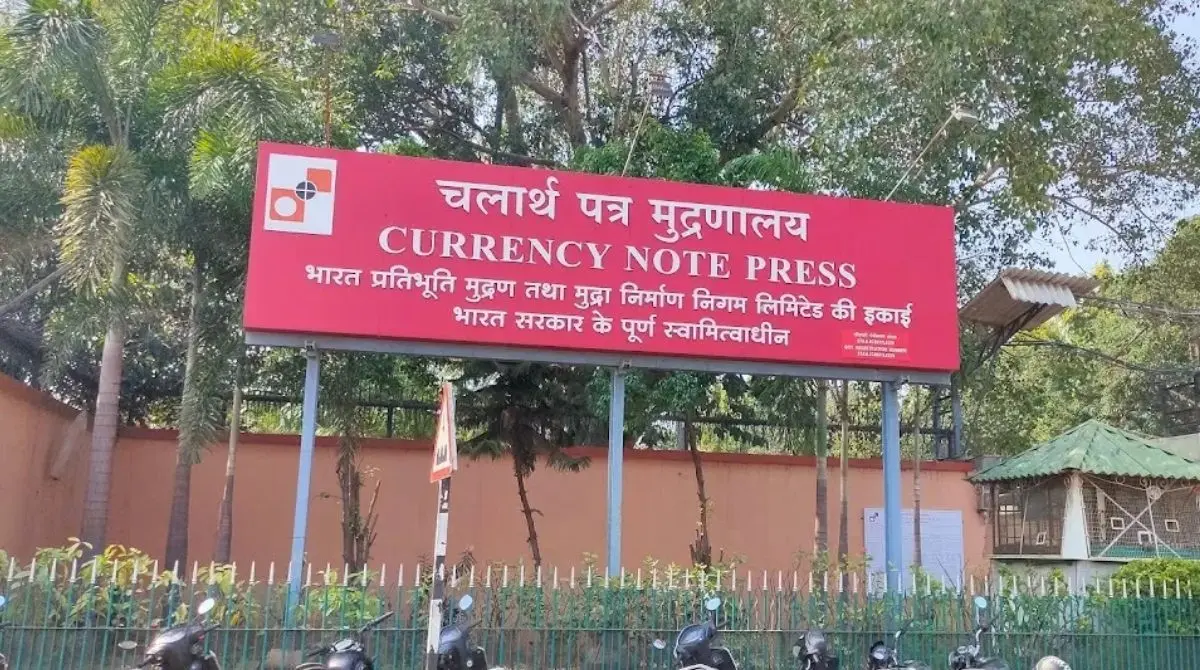 चलार्थ पत्र मुद्रणालय
CURRENCY NOTE PRESS
भारत प्रतिभूति मुद्रण तथा मुद्रा निर्माण निगम लिमिटेड की इकाई
भारत सरकार के पूर्ण स्वामित्वाधीन